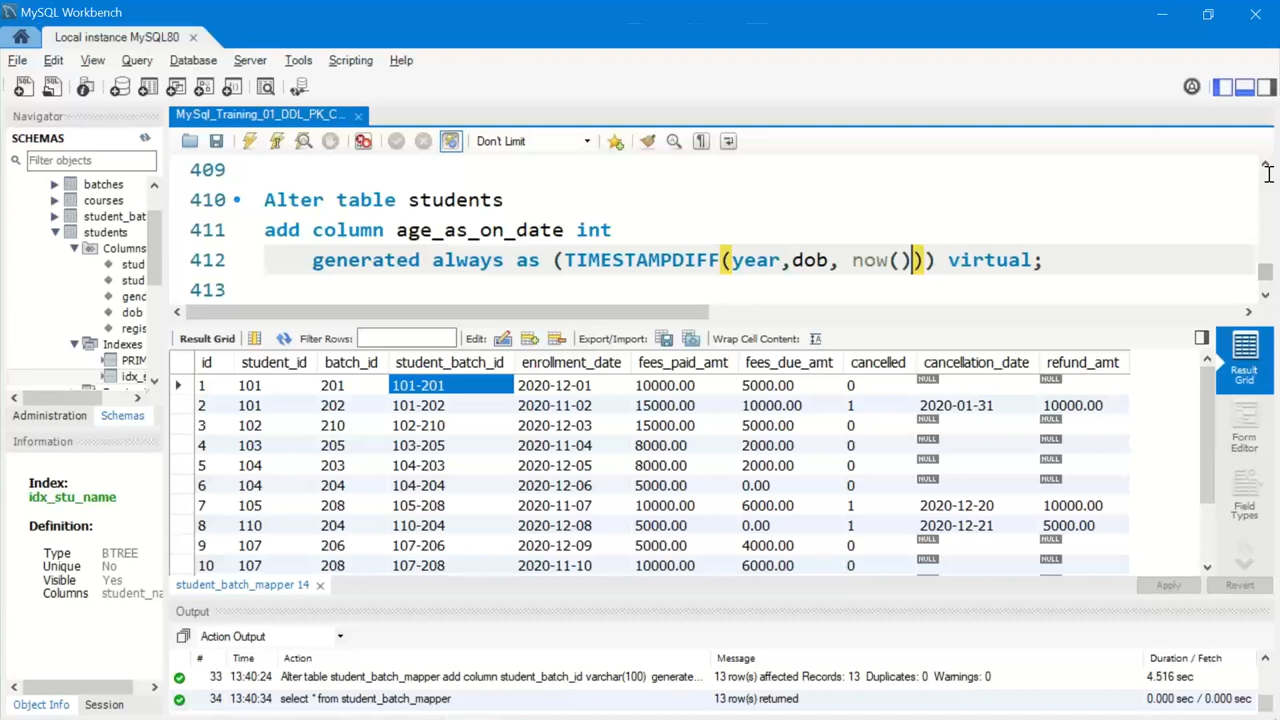 MySQL Workbench
Local instance MySQL80
File Edit View Query Database Server Tools Scripting Help
Navigator
MySql_Training_01_DDL_PK_C...
SCHEMAS
Don't Limit
Filter objects
batches
courses
student_bat
students
Columns
stud
stud
genc
dob
regis
Indexes
PRIM
idx_s
Administration Schemas
Information
Index:
idx_stu_name
Definition:
Type BTREE
Unique No
Visible Yes
Columns student_na
Object Info Session
409
410 Alter table students
411 add column age_as_on_date int
412 generated always as (TIMESTAMPDIFF(year,dob, now())) virtual;
413
Result Grid Filter Rows: Edit: Export/Import: Wrap Cell Content:
id student_id batch_id student_batch_id enrollment_date fees_paid_amt fees_due_amt cancelled cancellation_date refund_amt
1 101 201 101-201 2020-12-01 10000.00 5000.00 0 NULL NULL
2 101 202 101-202 2020-11-02 15000.00 10000.00 1 2020-01-31 10000.00
3 102 210 102-210 2020-12-03 15000.00 5000.00 0 NULL NULL
4 103 205 103-205 2020-11-04 8000.00 2000.00 0 NULL NULL
5 104 203 104-203 2020-12-05 8000.00 2000.00 0 NULL NULL
6 104 204 104-204 2020-12-06 5000.00 0.00 0 NULL NULL
7 105 208 105-208 2020-11-07 10000.00 6000.00 1 2020-12-20 10000.00
8 110 204 110-204 2020-12-08 5000.00 0.00 1 2020-12-21 5000.00
9 107 206 107-206 2020-12-09 5000.00 4000.00 0 NULL NULL
10 107 208 107-208 2020-11-10 10000.00 6000.00 0 NULL NULL
Result Grid
Form Editor
Field Types
student_batch_mapper 14
Apply Revert
Output
Action Output
# Time Action Message Duration / Fetch
33 13:40:24 Alter table student_batch_mapper add column student_batch_id varchar(100) generate... 13 row(s) affected Records: 13 Duplicates: 0 Warnings: 0 4.516 sec
34 13:40:34 select * from student_batch_mapper 13 row(s) returned 0.000 sec / 0.000 sec